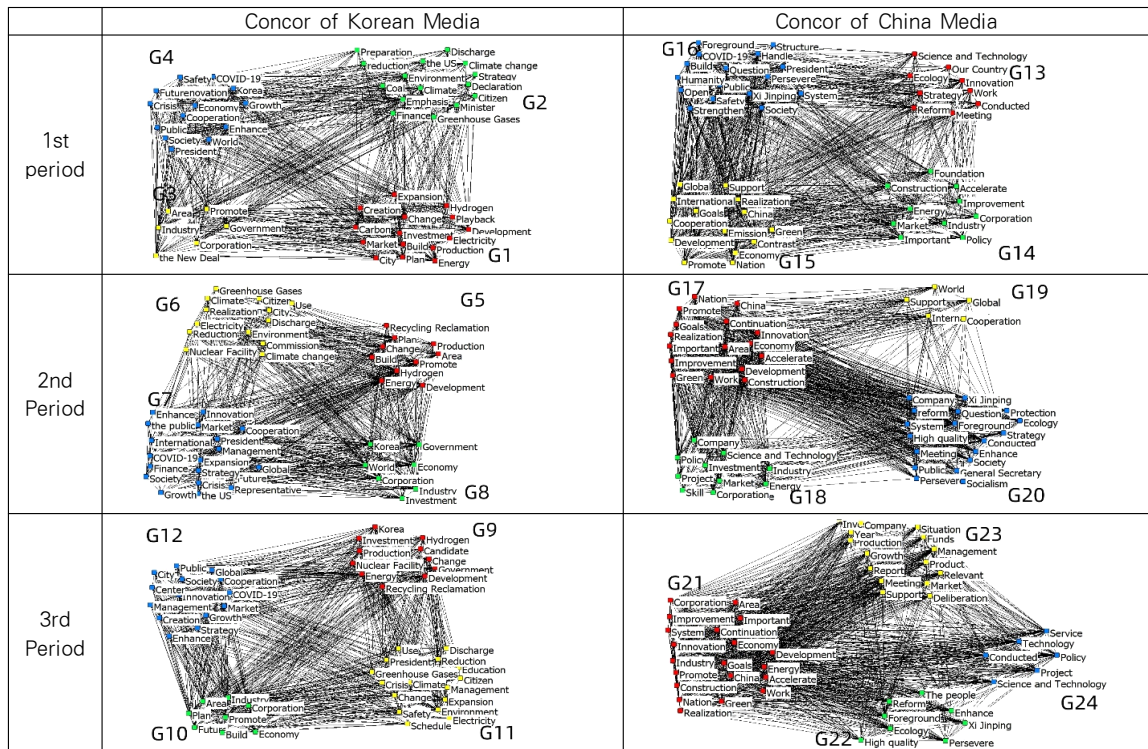 Concor of Korean Media
Concor of China Media
1st
period
G4
Safety
COVID-19
Future
Innovation
Korea
Crisis
Economy
Growth
Cooperation
Public
Enhance
Society
World
President
Preparation
Discharge
Reduction
the US
Climate change
Environment
Strategy
Coal
Climate
Declaration
Emphasis
Citizen
Minister
Finance
Greenhouse Gases
G2
G3
Area
Promote
Industry
Government
Corporation
the New Deal
Expansion
Creation
Hydrogen
Change
Playback
Carbon
Development
Investment
Electricity
Market
Build
Production
City
Plan
Energy
G1
G16
Foreground
Structure
COVID-19
Handle
Build
Question
President
Humanity
Persevere
Open
Public
Xi Jinping
System
Safety
Strengthen
Society
Science and Technology
Our Country
G13
Ecology
Innovation
Strategy
Work
Conducted
Reform
Meeting
Global
Support
International
Realization
Goals
China
Cooperation
Emission
Green
Development
Contrast
Economy
Promote
Nation
G15
Foundation
Construction
Accelerate
Improvement
Energy
Corporation
Market
Industry
Important
Policy
G14
2nd
Period
G6
Greenhouse Gases
Climate
Citizen
Use
Realization
City
Electricity
Discharge
Reduction
Environment
Commission
Nuclear Facility
Climate change
G5
Recycling Reclamation
Plan
Production
Change
Area
Build
Promote
Hydrogen
Energy
Development
G7
Enhance
Innovation
the public
Market
Cooperation
International
President
Management
COVID-19
Expansion
Finance
Strategy
Global
Society
Crisis
Future
Growth
the US
Representative
Korea
Government
World
Economy
Corporation
Industry
Investment
G8
G17
Nation
China
Promote
Goals
Continuation
Realization
Innovation
Important
Area
Economy
Improvement
Accelerate
Green
Work
Development
Construction
World
G19
Support
Global
Cooperation
Company
Science and Technology
Policy
Investment
Industry
Project
Market
Energy
Skill
Corporation
G18
Company
Xi Jinping
reform
Question
Protection
System
Foreground
Ecology
High quality
Strategy
Conducted
Meeting
Enhance
Society
Public
General Secretary
Persevere
Socialism
G20
3rd
Period
G12
Public
City
Global
Society
Cooperation
Center
Innovation
COVID-19
Management
Market
Creation
Growth
Strategy
Enhance
Korea
G9
Investment
Hydrogen
Production
Candidate
Nuclear Facility
Change
Government
Energy
Development
Recycling Reclamation
Area
Industry
Corporation
Plan
Promote
Future
Build
Economy
G10
Use
Discharge
President
Reduction
Greenhouse Gases
Education
Citizen
Crisis
Climate
Management
Change
Expansion
Safety
Environment
Schedule
Electricity
G11
Company
Situation
G23
Year
Funds
Production
Management
Growth
Product
Report
Relevant
Meeting
Market
Support
Deliberation
G21
Corporations
Area
Improvement
Important
System
Continuation
Innovation
Economy
Development
Industry
Goals
Energy
Promote
China
Accelerate
Construction
Work
Nation
Green
Realization
Service
Technology
Conducted
Policy
Project
Science and Technology
G24
The people
Reform
Enhance
Foreground
Xi Jinping
Ecology
G22
High quality
Persevere